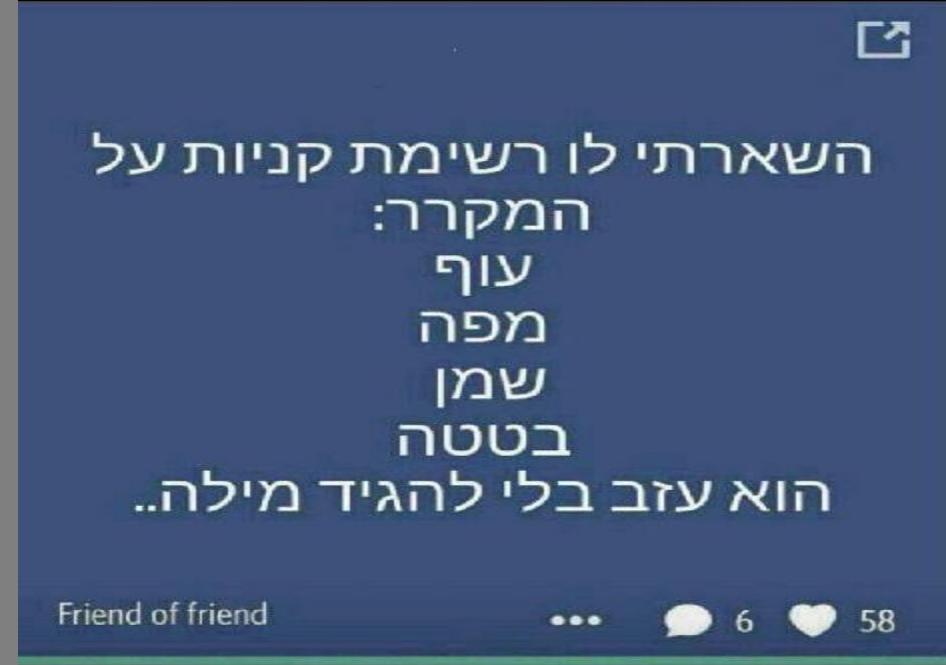 השארתי לו רשימת קניות על
המקרר:
עוף
מפה
שמן
בטטה
הוא עזב בלי להגיד מילה..
Friend of friend
6
58